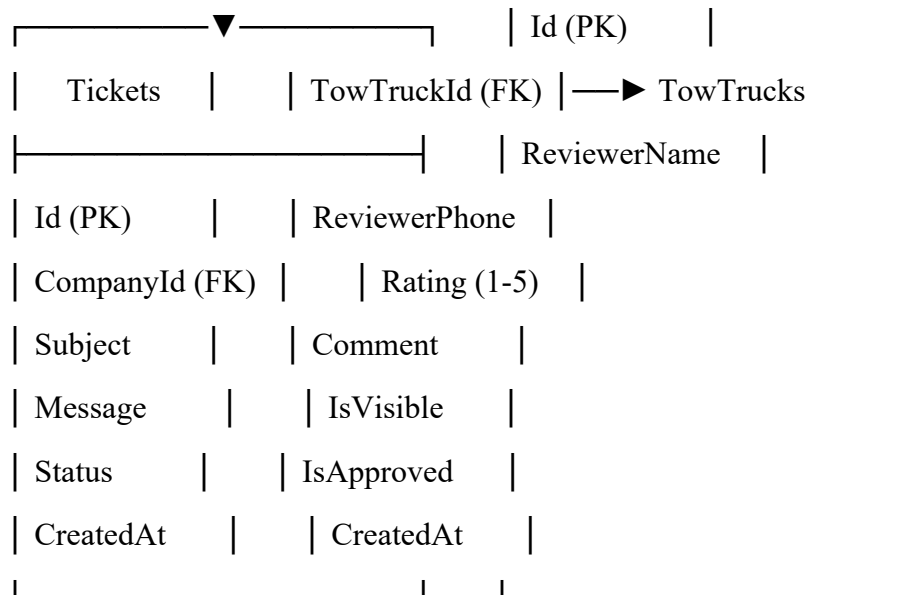 ┌──────────▼──────────┐ │ Id (PK) │
│ Tickets │ │ TowTruckId (FK) │──► TowTrucks
├─────────────────────┤ │ ReviewerName │
│ Id (PK) │ │ ReviewerPhone │
│ CompanyId (FK) │ │ Rating (1-5) │
│ Subject │ │ Comment │
│ Message │ │ IsVisible │
│ Status │ │ IsApproved │
│ CreatedAt │ │ CreatedAt │